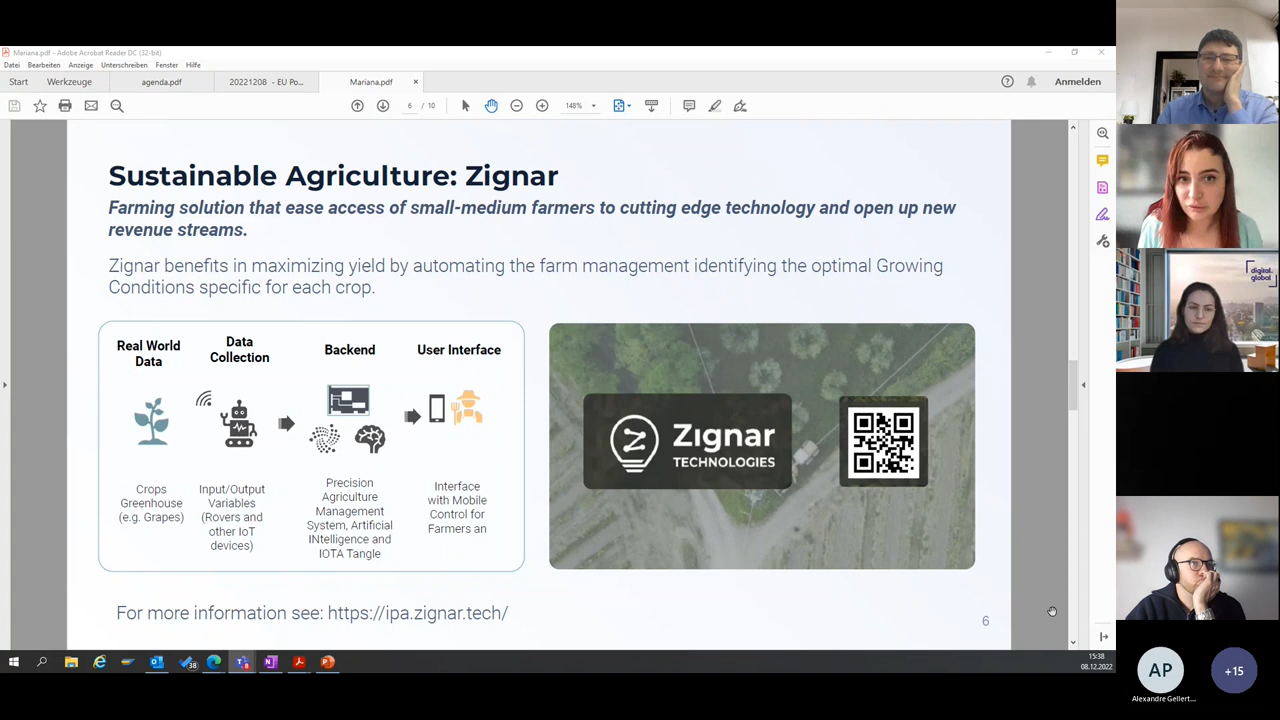 Mariana.pdf - Adobe Acrobat Reader DC (32-bit)
Datei Bearbeiten Anzeige Unterschreiben Fenster Hilfe
Start Werkzeuge agenda.pdf 20221208 - EU Po... Mariana.pdf × Anmelden
6 / 10 148%
Sustainable Agriculture: Zignar
Farming solution that ease access of small-medium farmers to cutting edge technology and open up new
revenue streams.
Zignar benefits in maximizing yield by automating the farm management identifying the optimal Growing
Conditions specific for each crop.
Real World
Data
Data
Collection
Backend
User Interface
Crops
Greenhouse
(e.g. Grapes)
Input/Output
Variables
(Rovers and
other IoT
devices)
Precision
Agriculture
Management
System, Artificial
INtelligence and
IOTA Tangle
Interface
with Mobile
Control for
Farmers an
Zignar
TECHNOLOGIES
For more information see: https://ipa.zignar.tech/
6
digital.
global
AP
Alexandre Gellert...
+15
38
15:38
08.12.2022